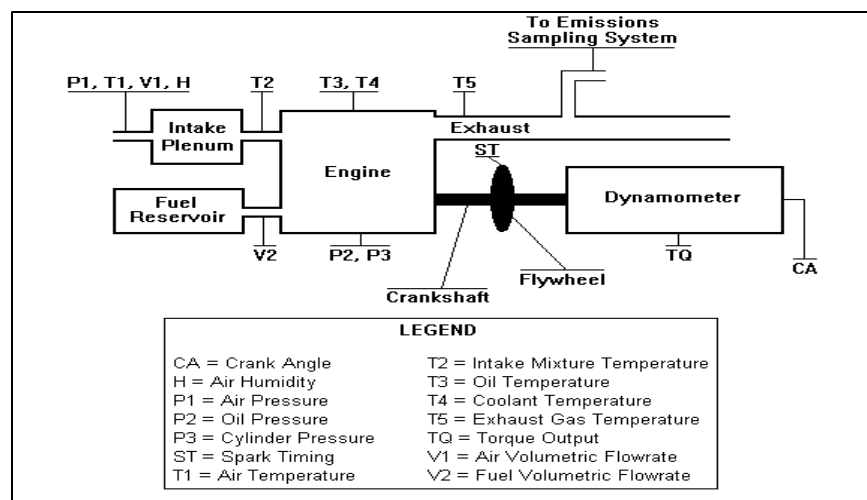 To Emissions
Sampling System
P1, T1, V1, H
T2
T3, T4
T5
Intake
Plenum
Exhaust
ST
Engine
Fuel
Reservoir
Dynamometer
V2
P2, P3
TQ
CA
Flywheel
Crankshaft
LEGEND
CA = Crank Angle
H = Air Humidity
P1 = Air Pressure
P2 = Oil Pressure
P3 = Cylinder Pressure
ST = Spark Timing
T1 = Air Temperature
T2 = Intake Mixture Temperature
T3 = Oil Temperature
T4 = Coolant Temperature
T5 = Exhaust Gas Temperature
TQ = Torque Output
V1 = Air Volumetric Flowrate
V2 = Fuel Volumetric Flowrate